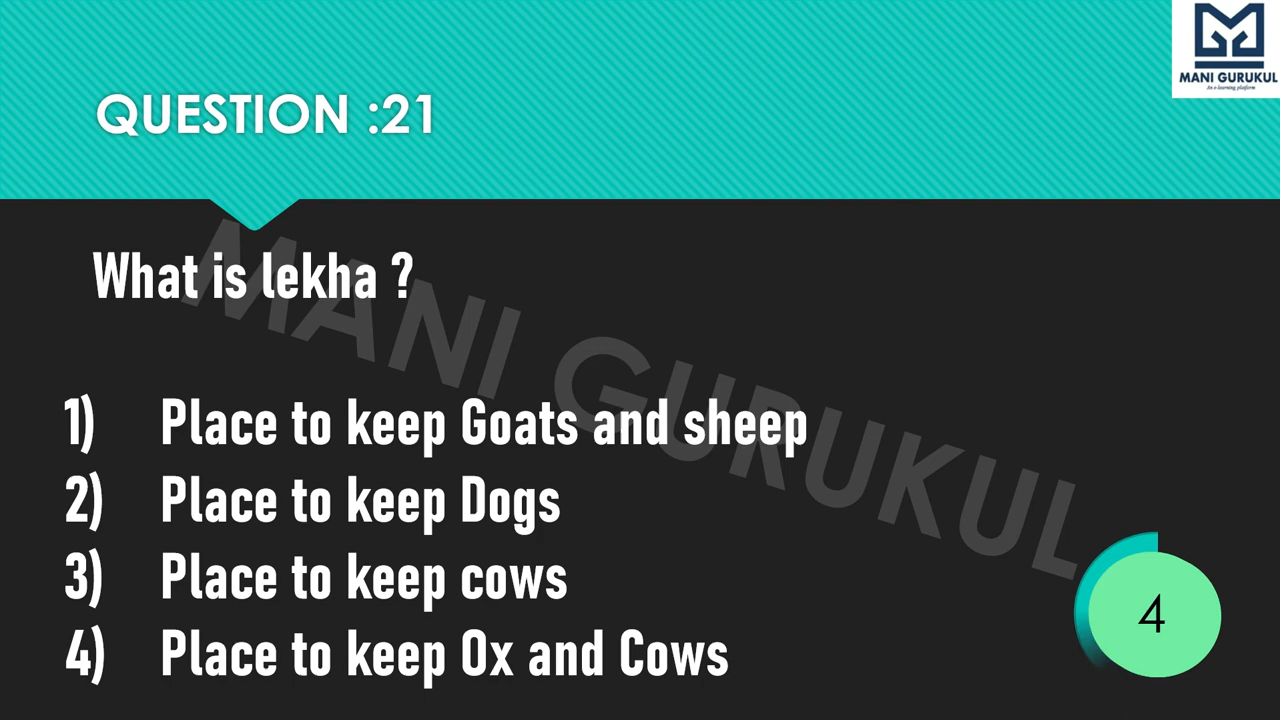 MANI GURUKUL
An e-learning platform
QUESTION :21
What is lekha ?
1) Place to keep Goats and sheep
2) Place to keep Dogs
3) Place to keep cows
4) Place to keep Ox and Cows
MANI GURUKUL
4